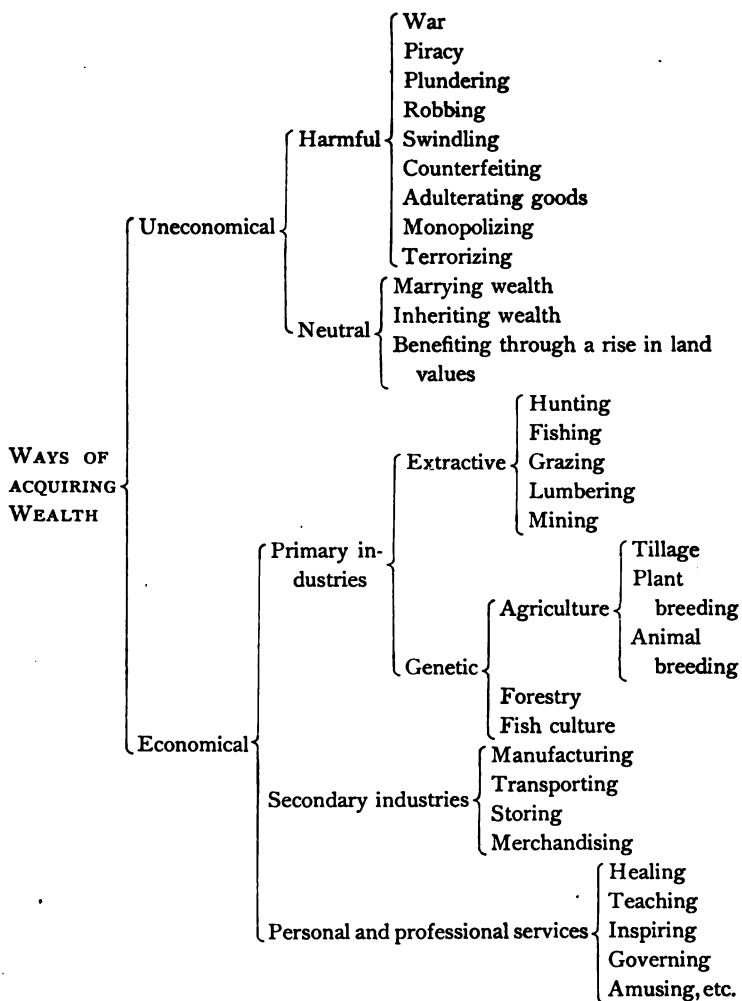 War
Piracy
Plundering
Robbing
Harmful
Swindling
Counterfeiting
Adulterating goods
Uneconomical
Monopolizing
Terrorizing
Marrying wealth
Inheriting wealth
Neutral
Benefiting through a rise in land
values
WAYS OF
ACQUIRING
WEALTH
Hunting
Fishing
Extractive
Grazing
Lumbering
Mining
Primary in-
dustries
Tillage
Plant
breeding
Agriculture
Animal
breeding
Genetic
Forestry
Fish culture
Economical
Manufacturing
Transporting
Secondary industries
Storing
Merchandising
Healing
Teaching
Personal and professional services
Inspiring
Governing
Amusing, etc.